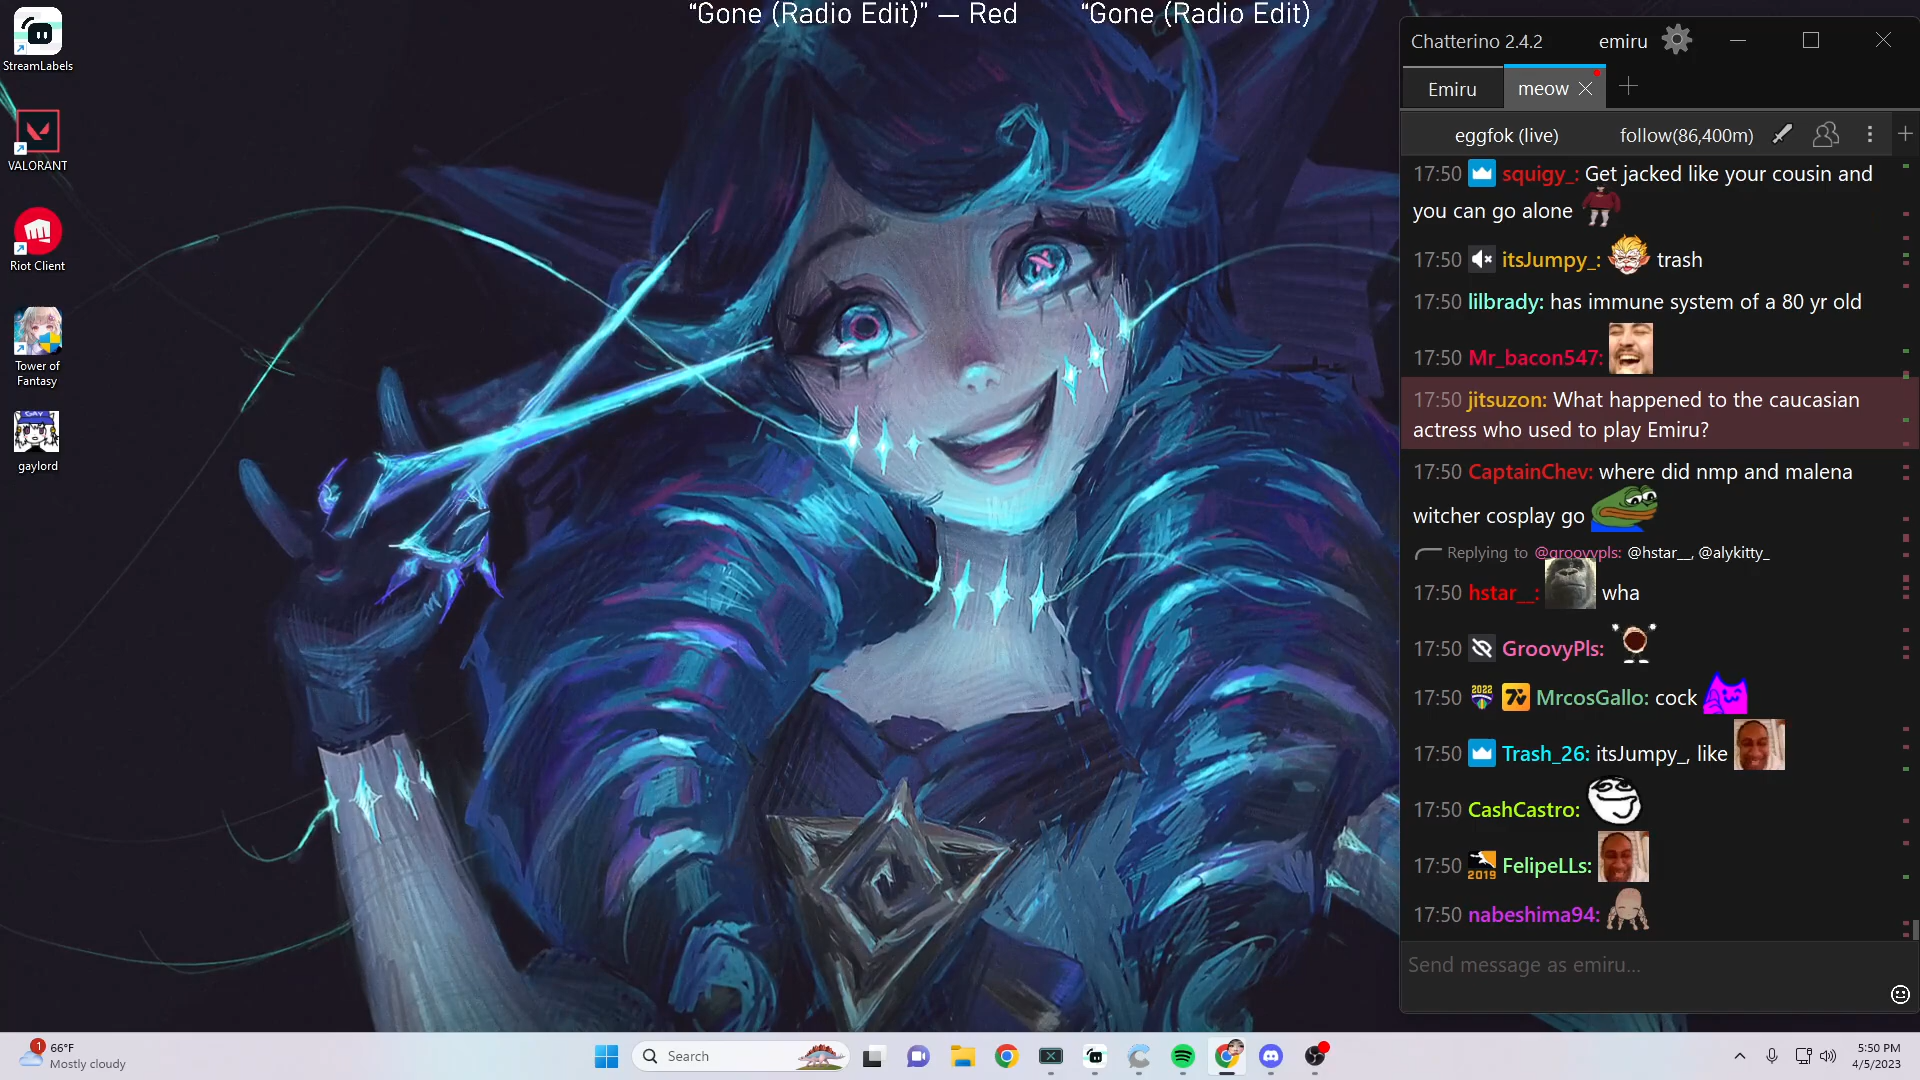 “Gone (Radio Edit)” — Red “Gone (Radio Edit)
StreamLabels
VALORANT
Riot Client
Tower of
Fantasy
GAY
gaylord
Chatterino 2.4.2 emiru
Emiru meow
eggfok (live) follow(86,400m)
17:50 squigy_: Get jacked like your cousin and
you can go alone
17:50 itsJumpy_: trash
17:50 lilbrady: has immune system of a 80 yr old
17:50 Mr_bacon547:
17:50 jitsuzon: What happened to the caucasian
actress who used to play Emiru?
17:50 CaptainChev: where did nmp and malena
witcher cosplay go
Replying to @groovypls: @hstar__, @alykitty_
17:50 hstar__: wha
17:50 GroovyPls:
17:50 2022 7 MrcosGallo: cock
17:50 Trash_26: itsJumpy_, like
17:50 CashCastro:
17:50 2019 FelipeLLs:
17:50 nabeshima94:
Send message as emiru...
1 66°F
Mostly cloudy
Search
5:50 PM
4/5/2023